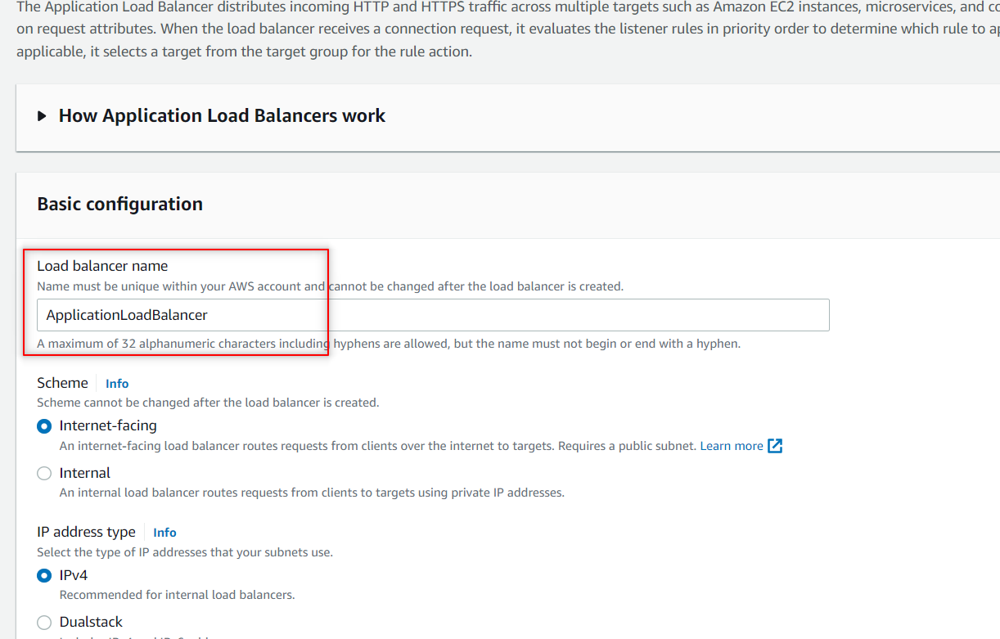 The Application Load Balancer distributes incoming HTTP and HTTPS traffic across multiple targets such as Amazon EC2 instances, microservices, and
on request attributes. When the load balancer receives a connection request, it evaluates the listener rules in priority order to determine which rule to
applicable, it selects a target from the target group for the rule action.
How Application Load Balancers work
Basic configuration
Load balancer name
Name must be unique within your AWS account and cannot be changed after the load balancer is created.
ApplicationLoadBalancer
A maximum of 32 alphanumeric characters including hyphens are allowed, but the name must not begin or end with a hyphen.
Scheme Info
Scheme cannot be changed after the load balancer is created.
Internet-facing
An internet-facing load balancer routes requests from clients over the internet to targets. Requires a public subnet. Learn more
Internal
An internal load balancer routes requests from clients to targets using private IP addresses.
IP address type Info
Select the type of IP addresses that your subnets use.
IPv4
Recommended for internal load balancers.
Dualstack